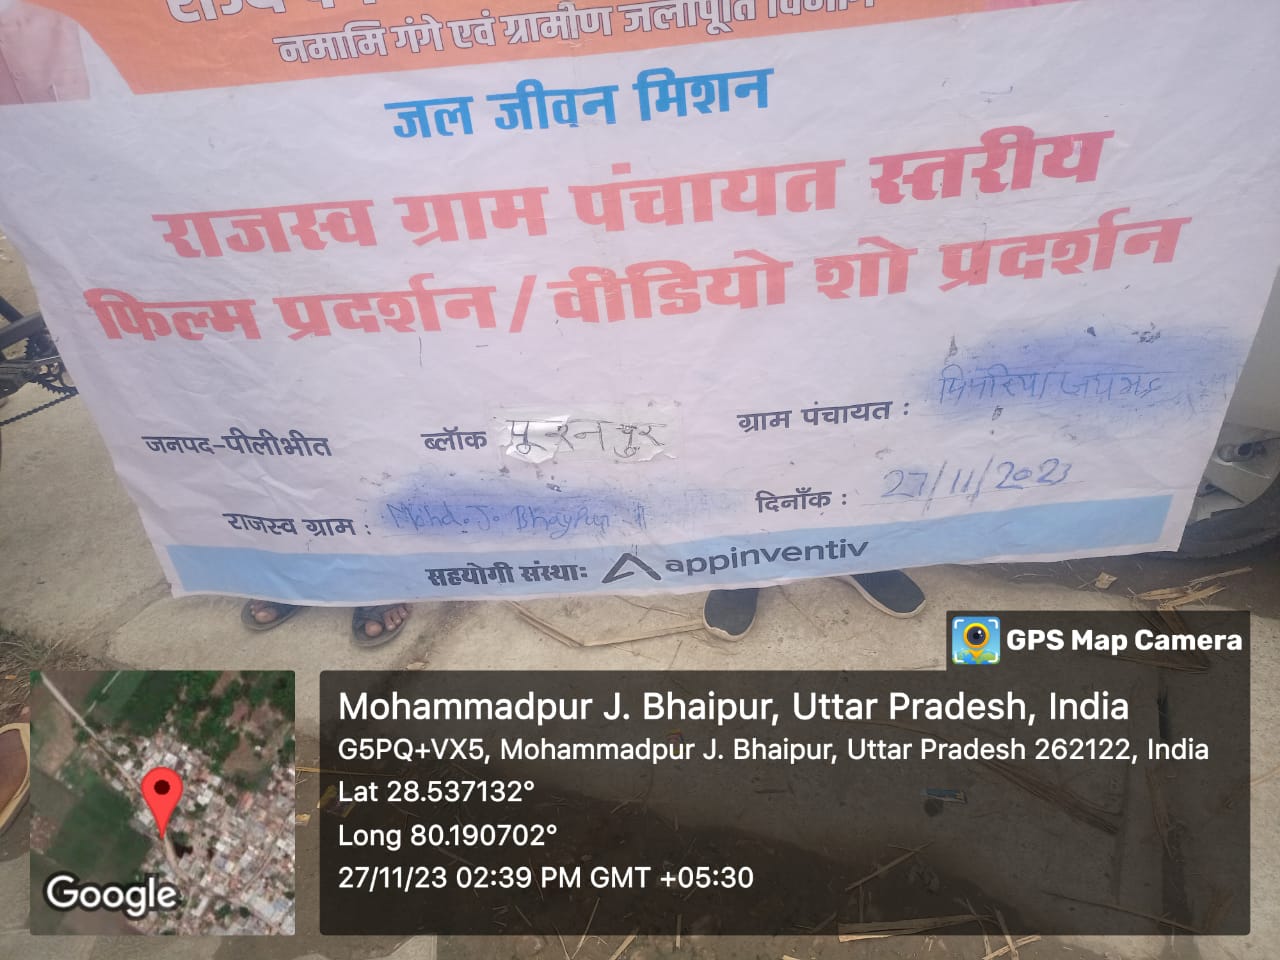 नमामि गंगे एवं ग्रामीण जलापूर्ति विभाग
जल जीवन मिशन
राजस्व ग्राम पंचायत स्तरीय
फिल्म प्रदर्शन/वीडियो शो प्रदर्शन
जनपद-पीलीभीत ब्लॉक पूरनपुर ग्राम पंचायत :
राजस्व ग्राम : Mohd. J. Bhaypur दिनाँक : 27/11/2023
सहयोगी संस्थाः appinventiv
GPS Map Camera
Mohammadpur J. Bhaipur, Uttar Pradesh, India
G5PQ+VX5, Mohammadpur J. Bhaipur, Uttar Pradesh 262122, India
Lat 28.537132°
Long 80.190702°
27/11/23 02:39 PM GMT +05:30
Google